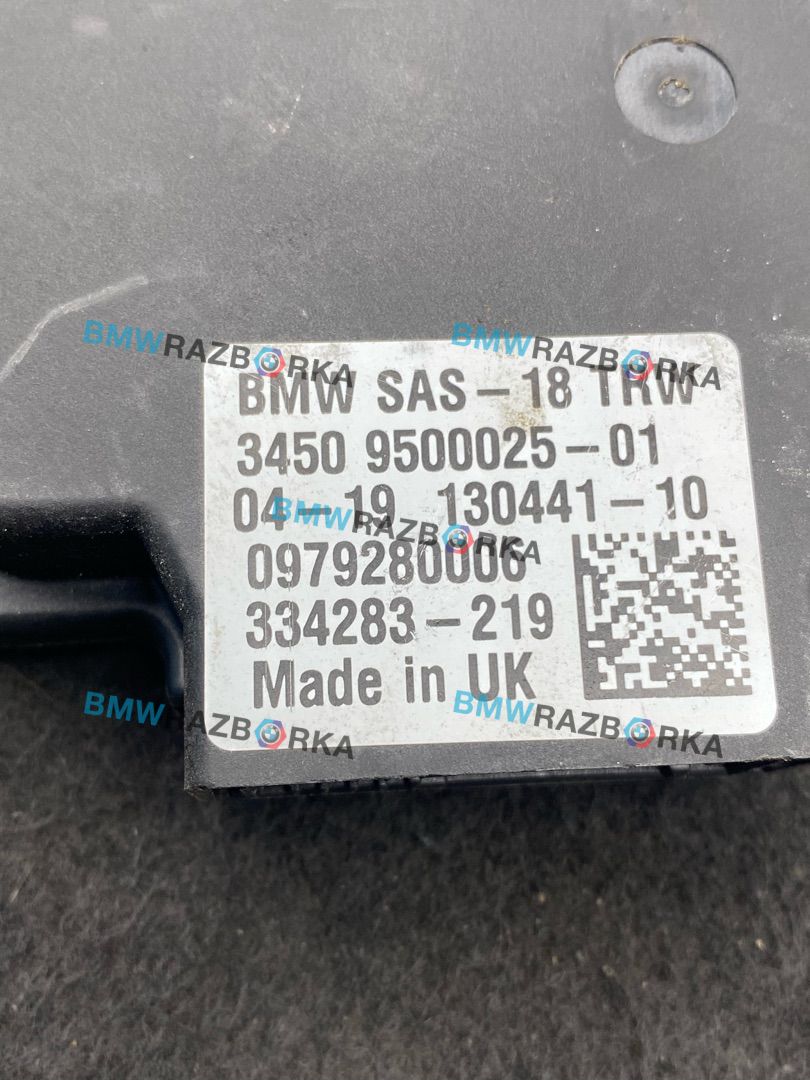 BMWRAZBORKA BMWRAZBORKA
BMW SAS-18 TRW
3450 9500025-01
04-19 130441-10
BMWRAZBORKA
0979280006
334283-219
Made in UK
BMWRAZBORKA BMWRAZBORKA